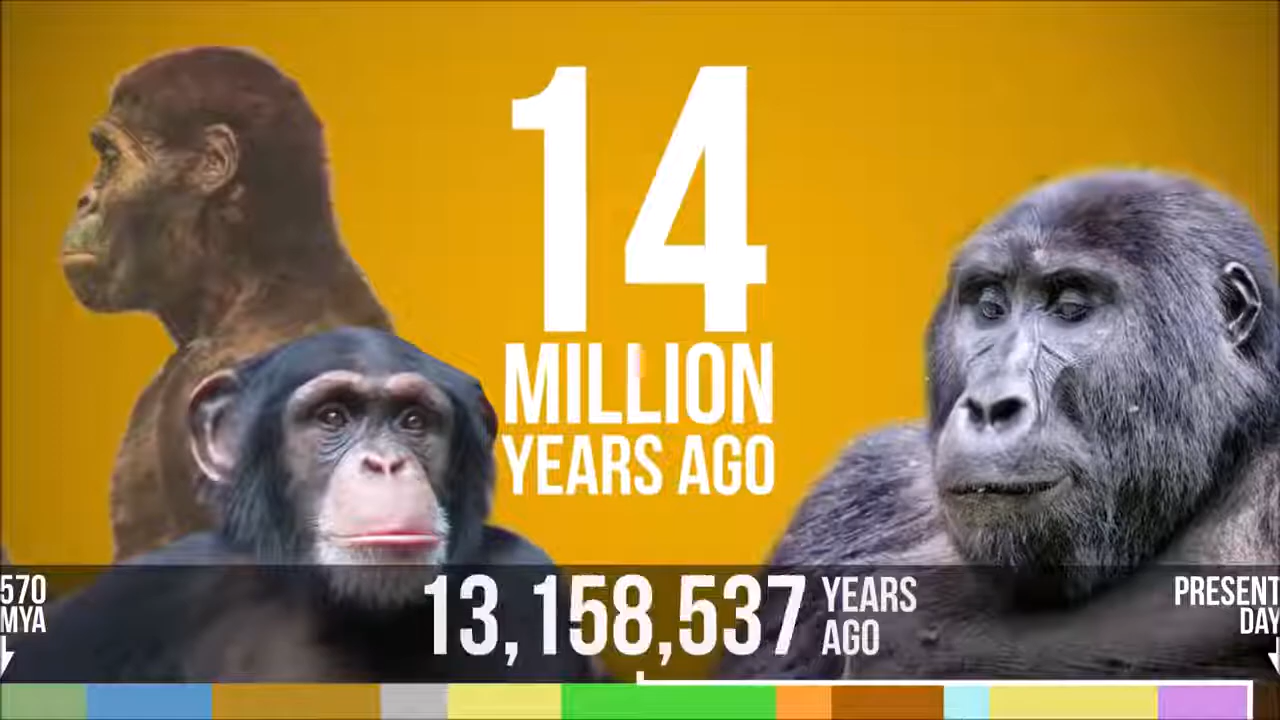 14
MILLION
YEARS AGO
570
MYA
13,158,537
YEARS
AGO
PRESENT
DAY